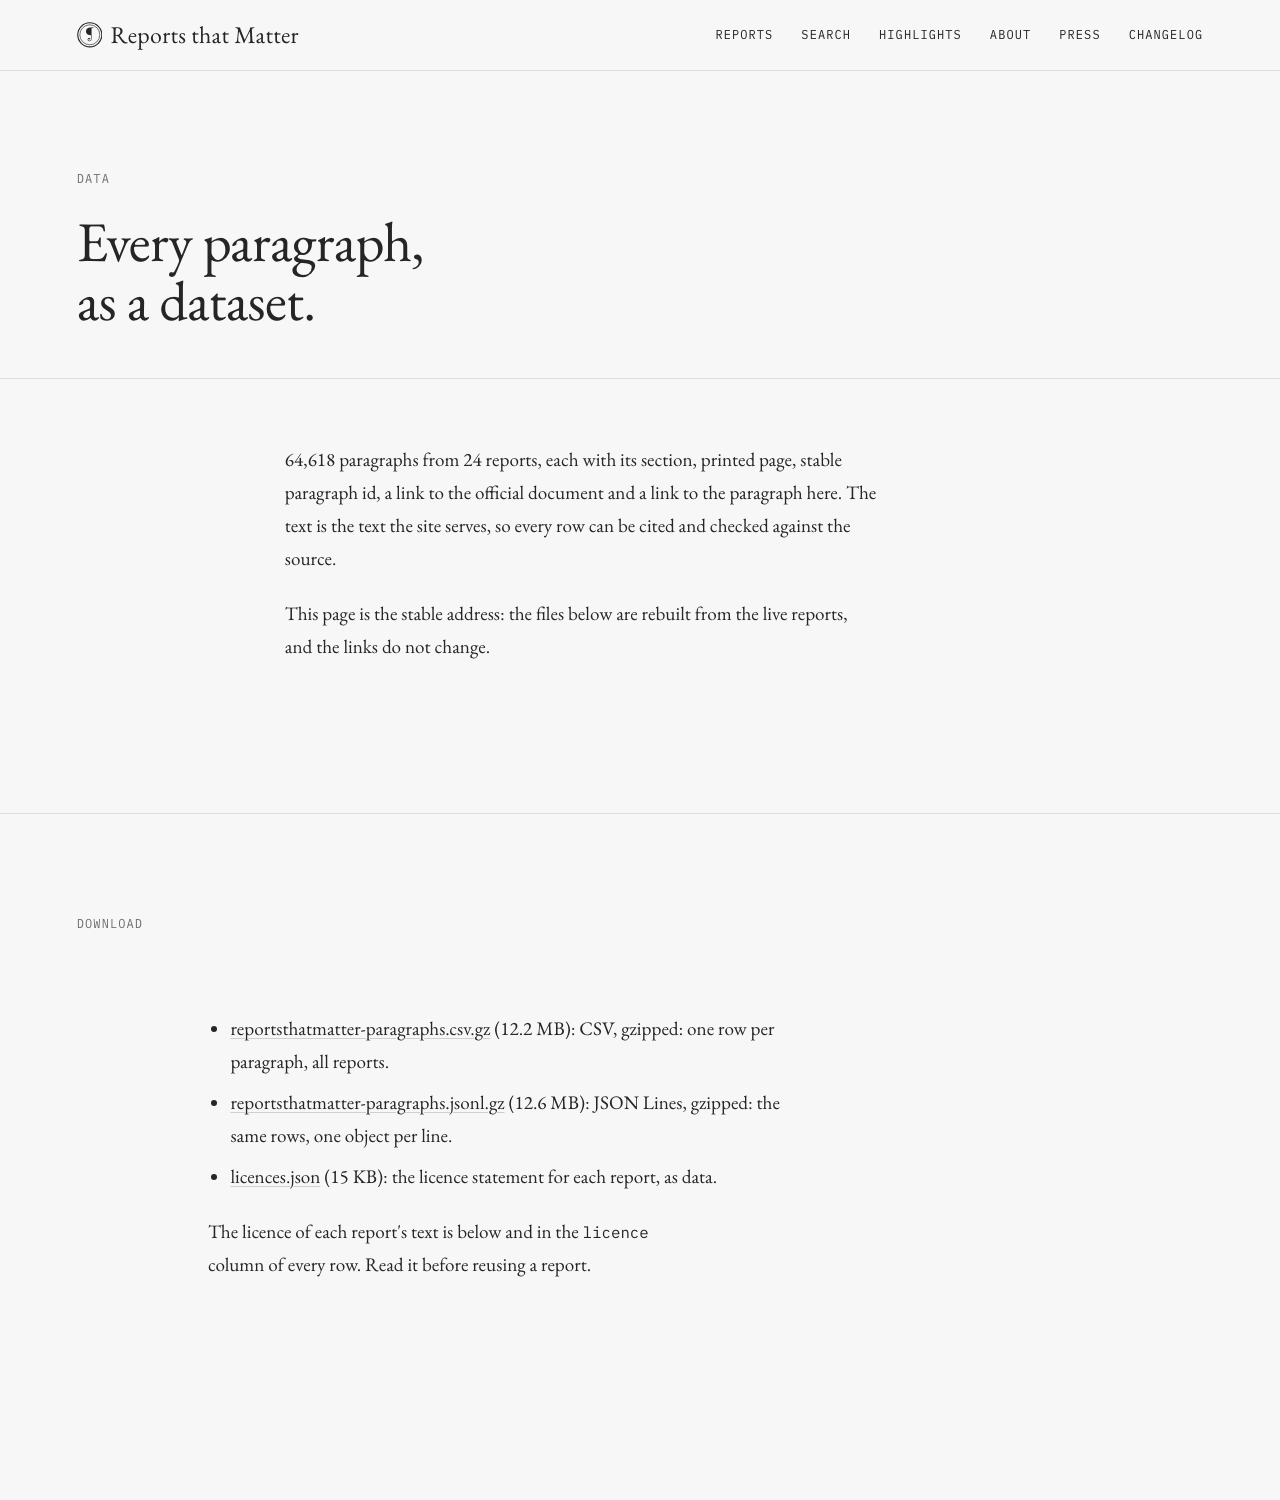 Reports that Matter
REPORTS SEARCH HIGHLIGHTS ABOUT PRESS CHANGELOG
DATA
Every paragraph,
as a dataset.
64,618 paragraphs from 24 reports, each with its section, printed page, stable
paragraph id, a link to the official document and a link to the paragraph here. The
text is the text the site serves, so every row can be cited and checked against the
source.
This page is the stable address: the files below are rebuilt from the live reports,
and the links do not change.
DOWNLOAD
• reportsthatmatter-paragraphs.csv.gz (12.2 MB): CSV, gzipped: one row per
paragraph, all reports.
• reportsthatmatter-paragraphs.jsonl.gz (12.6 MB): JSON Lines, gzipped: the
same rows, one object per line.
• licences.json (15 KB): the licence statement for each report, as data.
The licence of each report's text is below and in the licence
column of every row. Read it before reusing a report.